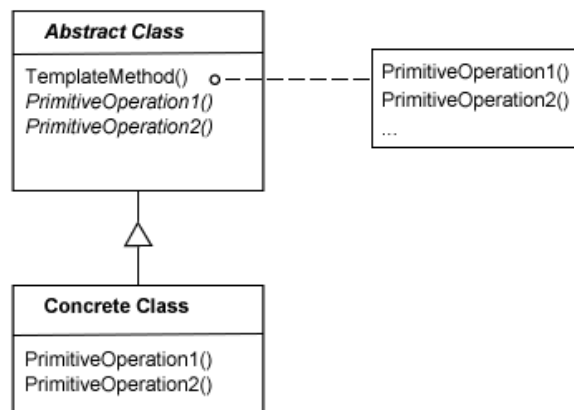 Abstract Class
TemplateMethod()
PrimitiveOperation1()
PrimitiveOperation2()
PrimitiveOperation1()
PrimitiveOperation2()
...
Concrete Class
PrimitiveOperation1()
PrimitiveOperation2()